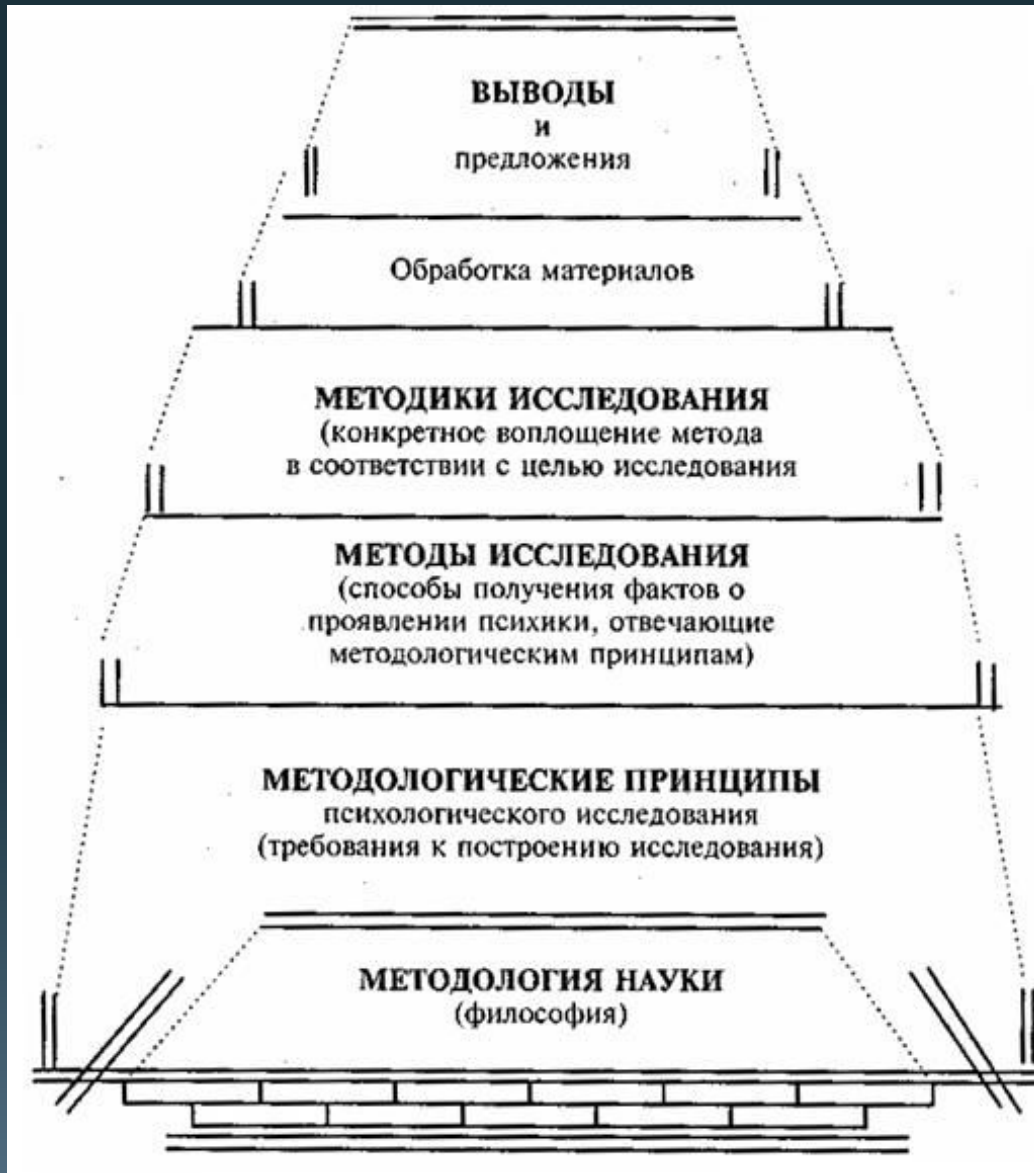 ВЫВОДЫ
и
предложения
Обработка материалов
МЕТОДИКИ ИССЛЕДОВАНИЯ
(конкретное воплощение метода
в соответствии с целью исследования
МЕТОДЫ ИССЛЕДОВАНИЯ
(способы получения фактов о
проявлении психики, отвечающие
методологическим принципам)
МЕТОДОЛОГИЧЕСКИЕ ПРИНЦИПЫ
психологического исследования
(требования к построению исследования)
МЕТОДОЛОГИЯ НАУКИ
(философия)